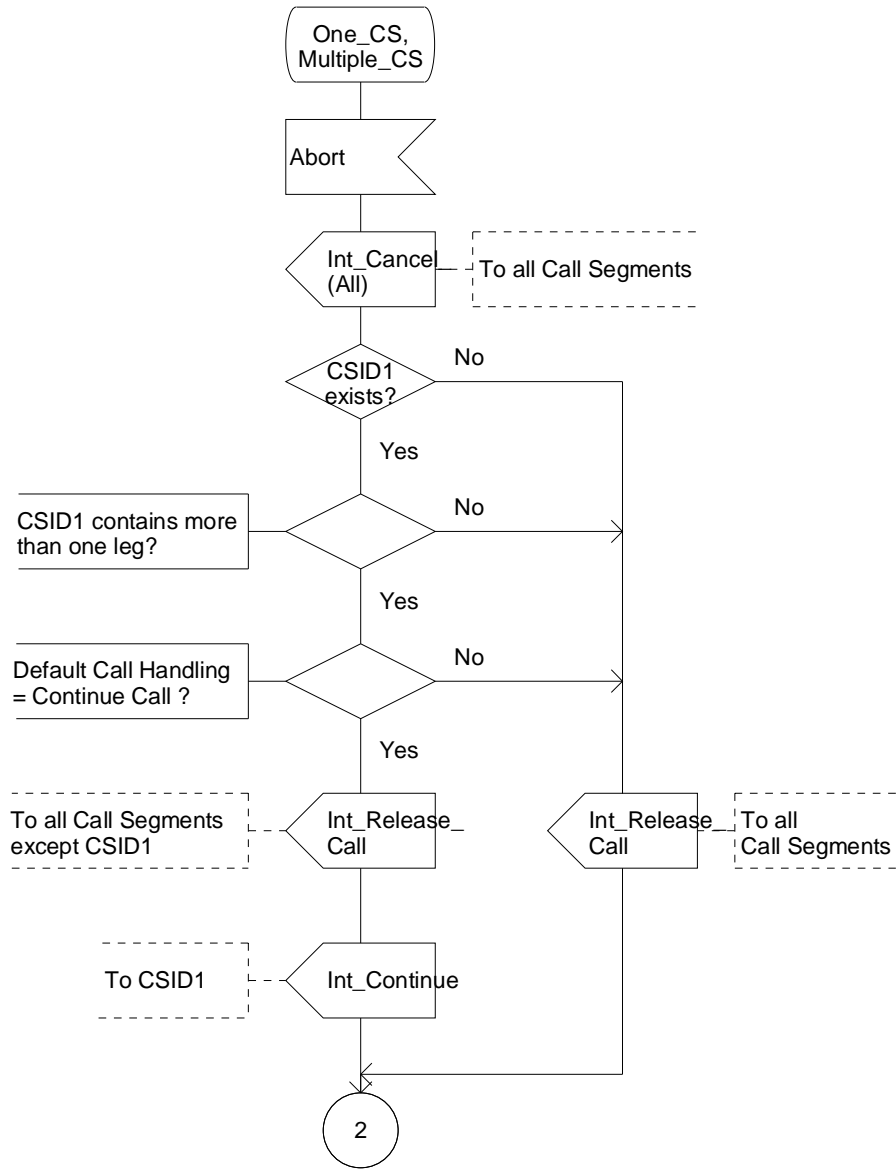 One_CS,
Multiple_CS
Abort
Int_Cancel_
(All)
To all Call Segments
CSID1
exists?
No
Yes
CSID1 contains more
than one leg?
No
Yes
Default Call Handling
= Continue Call ?
No
Yes
To all Call Segments
except CSID1
Int_Release_
Call
Int_Release_
Call
To all
Call Segments
To CSID1
Int_Continue
2